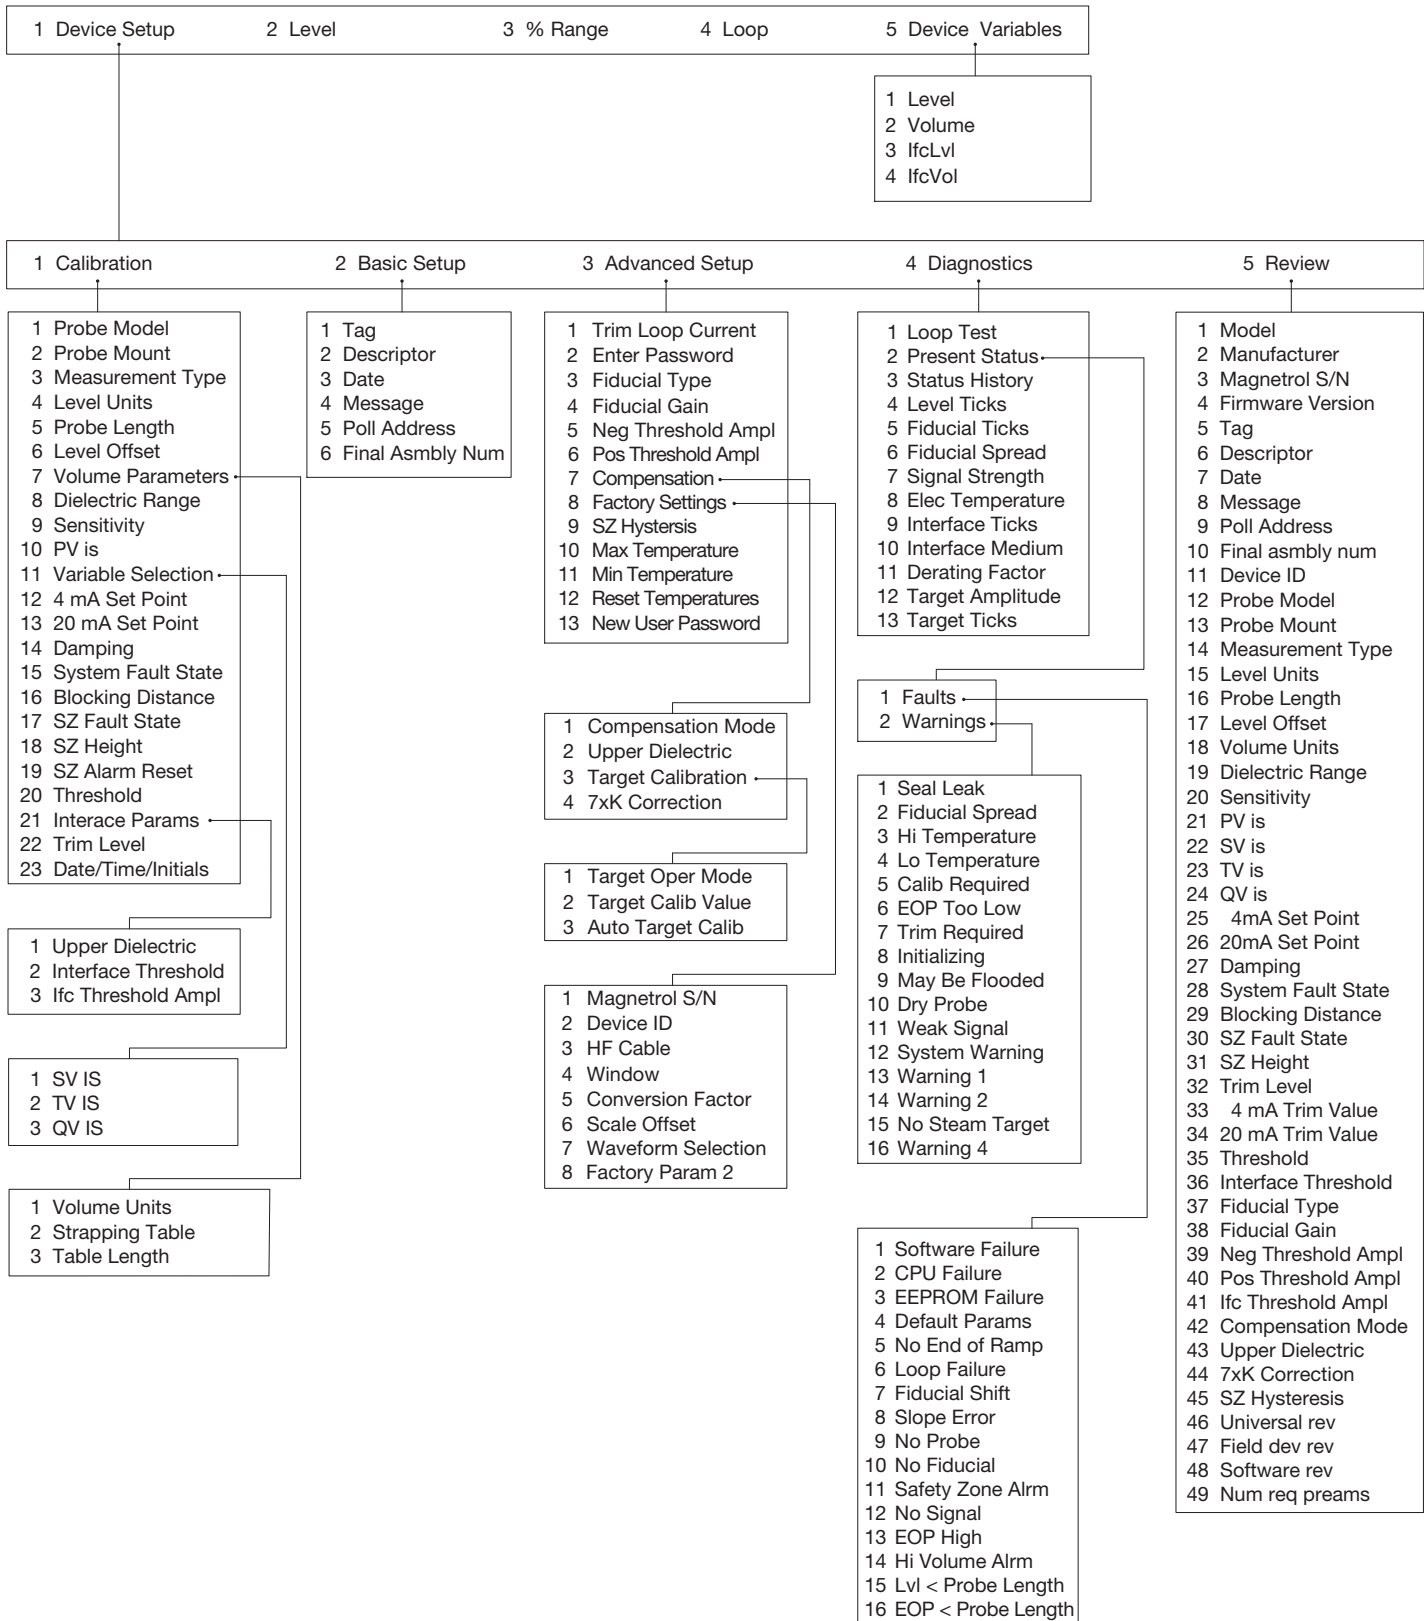 1 Device Setup 2 Level 3 % Range 4 Loop 5 Device Variables
1 Level
2 Volume
3 IfcLvl
4 IfcVol
1 Calibration 2 Basic Setup 3 Advanced Setup 4 Diagnostics 5 Review
1 Probe Model
2 Probe Mount
3 Measurement Type
4 Level Units
5 Probe Length
6 Level Offset
7 Volume Parameters
8 Dielectric Range
9 Sensitivity
10 PV is
11 Variable Selection
12 4 mA Set Point
13 20 mA Set Point
14 Damping
15 System Fault State
16 Blocking Distance
17 SZ Fault State
18 SZ Height
19 SZ Alarm Reset
20 Threshold
21 Interace Params
22 Trim Level
23 Date/Time/Initials
1 Upper Dielectric
2 Interface Threshold
3 Ifc Threshold Ampl
1 SV IS
2 TV IS
3 QV IS
1 Volume Units
2 Strapping Table
3 Table Length
1 Tag
2 Descriptor
3 Date
4 Message
5 Poll Address
6 Final Asmbly Num
1 Trim Loop Current
2 Enter Password
3 Fiducial Type
4 Fiducial Gain
5 Neg Threshold Ampl
6 Pos Threshold Ampl
7 Compensation
8 Factory Settings
9 SZ Hystersis
10 Max Temperature
11 Min Temperature
12 Reset Temperatures
13 New User Password
1 Compensation Mode
2 Upper Dielectric
3 Target Calibration
4 7xK Correction
1 Target Oper Mode
2 Target Calib Value
3 Auto Target Calib
1 Magnetrol S/N
2 Device ID
3 HF Cable
4 Window
5 Conversion Factor
6 Scale Offset
7 Waveform Selection
8 Factory Param 2
1 Loop Test
2 Present Status
3 Status History
4 Level Ticks
5 Fiducial Ticks
6 Fiducial Spread
7 Signal Strength
8 Elec Temperature
9 Interface Ticks
10 Interface Medium
11 Derating Factor
12 Target Amplitude
13 Target Ticks
1 Faults
2 Warnings
1 Seal Leak
2 Fiducial Spread
3 Hi Temperature
4 Lo Temperature
5 Calib Required
6 EOP Too Low
7 Trim Required
8 Initializing
9 May Be Flooded
10 Dry Probe
11 Weak Signal
12 System Warning
13 Warning 1
14 Warning 2
15 No Steam Target
16 Warning 4
1 Software Failure
2 CPU Failure
3 EEPROM Failure
4 Default Params
5 No End of Ramp
6 Loop Failure
7 Fiducial Shift
8 Slope Error
9 No Probe
10 No Fiducial
11 Safety Zone Alrm
12 No Signal
13 EOP High
14 Hi Volume Alrm
15 Lvl < Probe Length
16 EOP < Probe Length
1 Model
2 Manufacturer
3 Magnetrol S/N
4 Firmware Version
5 Tag
6 Descriptor
7 Date
8 Message
9 Poll Address
10 Final asmbly num
11 Device ID
12 Probe Model
13 Probe Mount
14 Measurement Type
15 Level Units
16 Probe Length
17 Level Offset
18 Volume Units
19 Dielectric Range
20 Sensitivity
21 PV is
22 SV is
23 TV is
24 QV is
25 4mA Set Point
26 20mA Set Point
27 Damping
28 System Fault State
29 Blocking Distance
30 SZ Fault State
31 SZ Height
32 Trim Level
33 4 mA Trim Value
34 20 mA Trim Value
35 Threshold
36 Interface Threshold
37 Fiducial Type
38 Fiducial Gain
39 Neg Threshold Ampl
40 Pos Threshold Ampl
41 Ifc Threshold Ampl
42 Compensation Mode
43 Upper Dielectric
44 7xK Correction
45 SZ Hysteresis
46 Universal rev
47 Field dev rev
48 Software rev
49 Num req preams